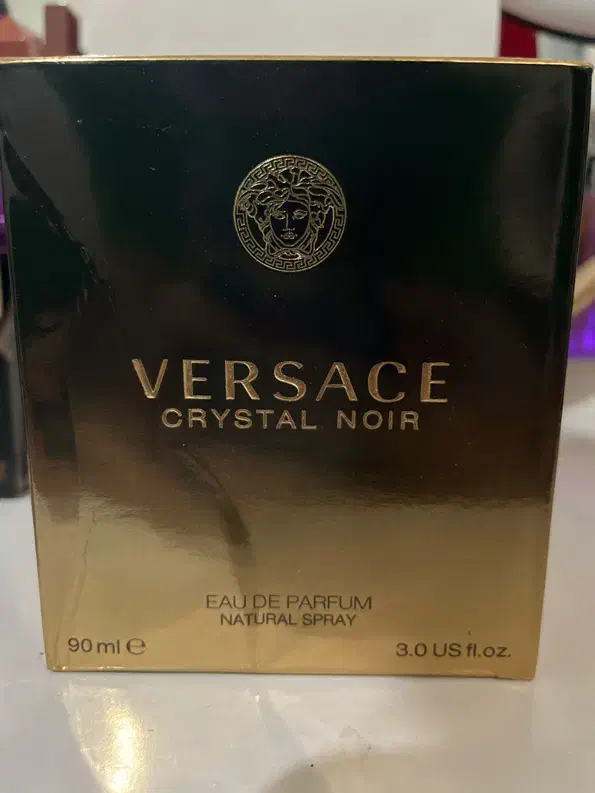 VERSACE
CRYSTAL NOIR
EAU DE PARFUM
NATURAL SPRAY
90 ml ℮
3.0 US fl.oz.